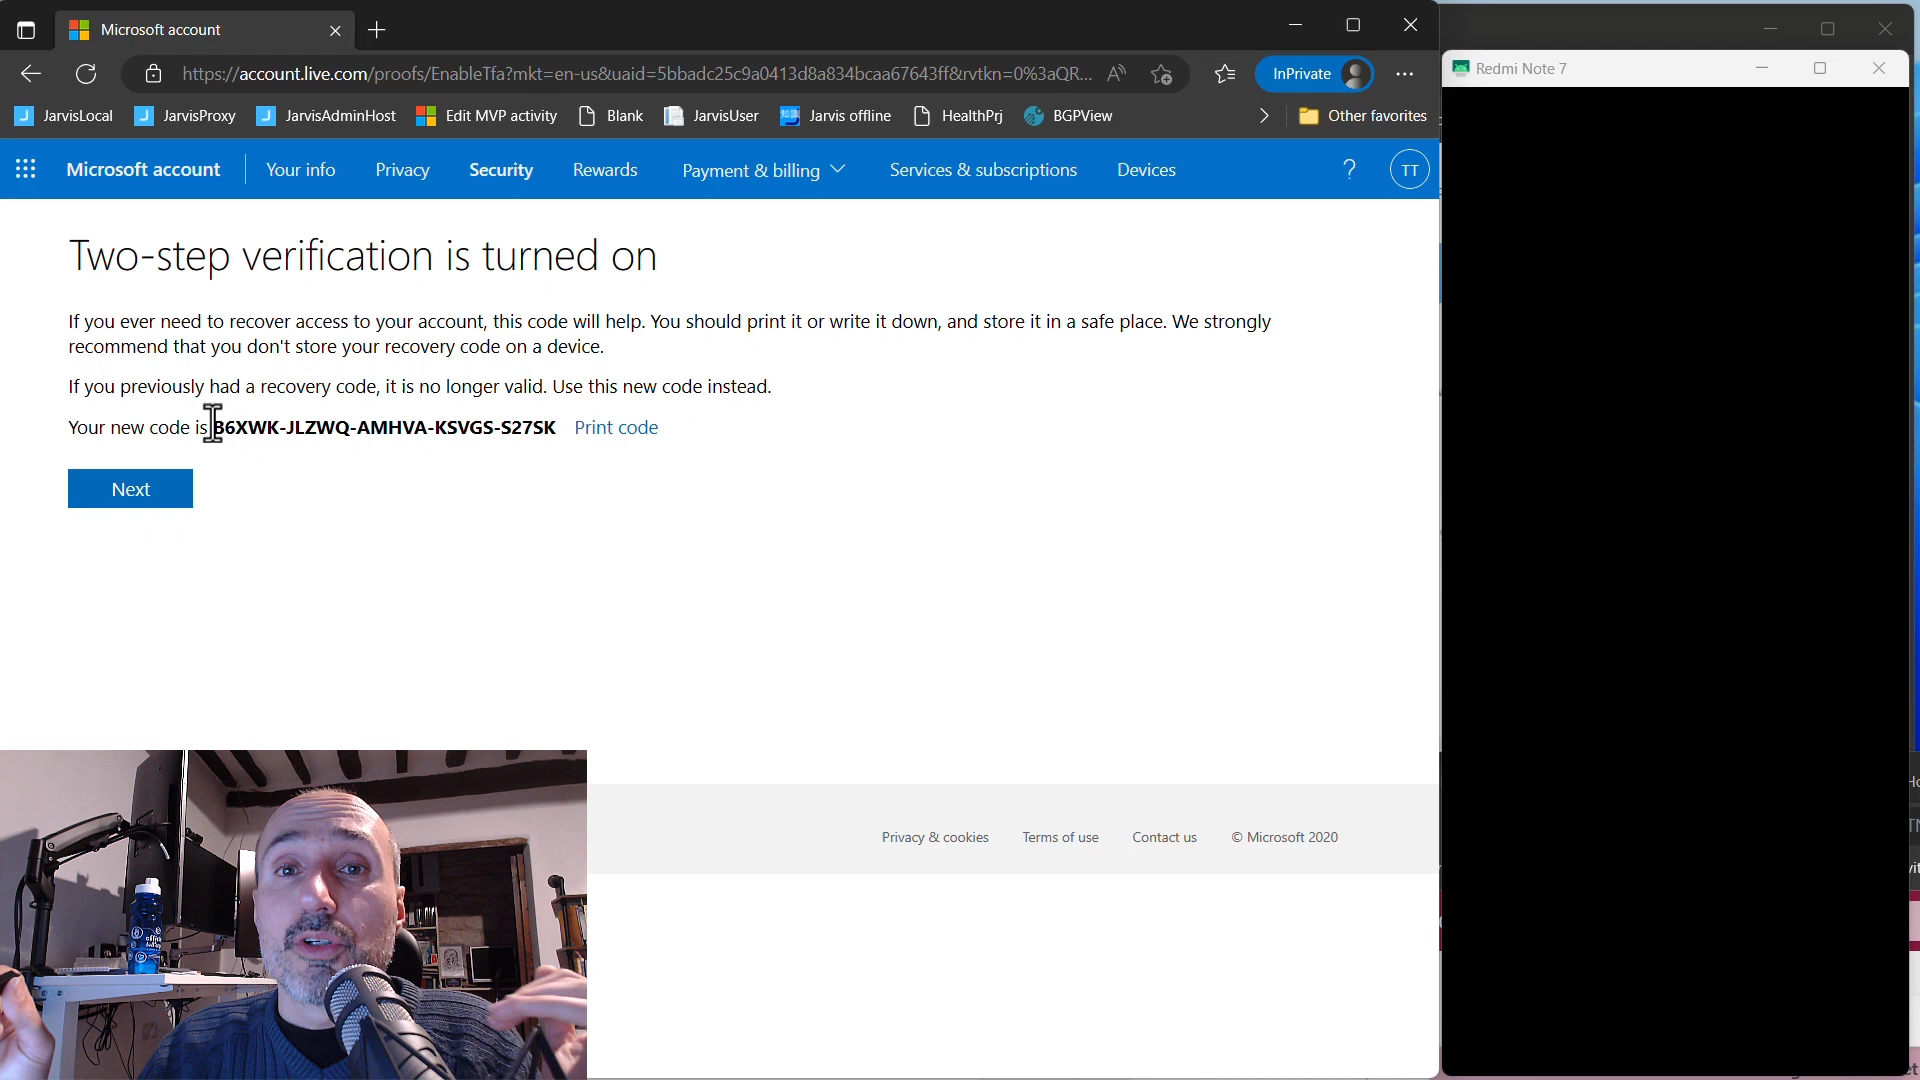 Microsoft account
https://account.live.com/proofs/EnableTfa?mkt=en-us&uaid=5bbadc25c9a0413d8a834bcaa67643ff&rvtkn=0%3aQR...
InPrivate
JarvisLocal
JarvisProxy
JarvisAdminHost
Edit MVP activity
Blank
JarvisUser
Jarvis offline
HealthPrj
BGPView
Other favorites
Redmi Note 7
Microsoft account
Your info
Privacy
Security
Rewards
Payment & billing
Services & subscriptions
Devices
?
TT
Two-step verification is turned on
If you ever need to recover access to your account, this code will help. You should print it or write it down, and store it in a safe place. We strongly
recommend that you don't store your recovery code on a device.
If you previously had a recovery code, it is no longer valid. Use this new code instead.
Your new code is B6XWK-JLZWQ-AMHVA-KSVGS-S27SK Print code
Next
Privacy & cookies
Terms of use
Contact us
© Microsoft 2020